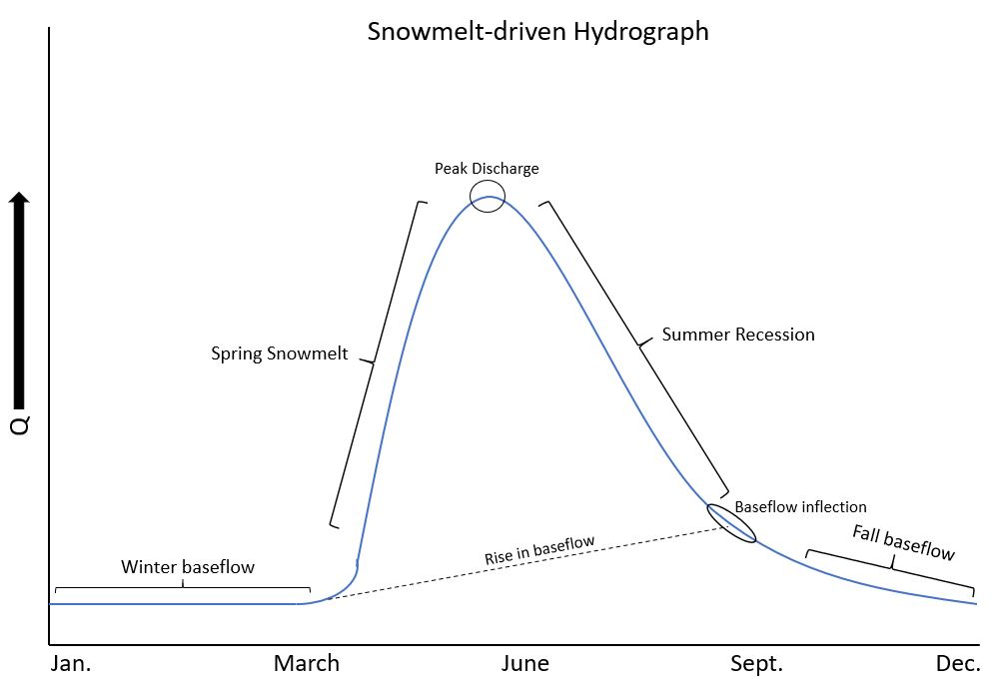 Snowmelt-driven Hydrograph
Peak Discharge
Spring Snowmelt
Summer Recession
Q
Baseflow inflection
Fall baseflow
Rise in baseflow
Winter baseflow
Jan.
March
June
Sept.
Dec.